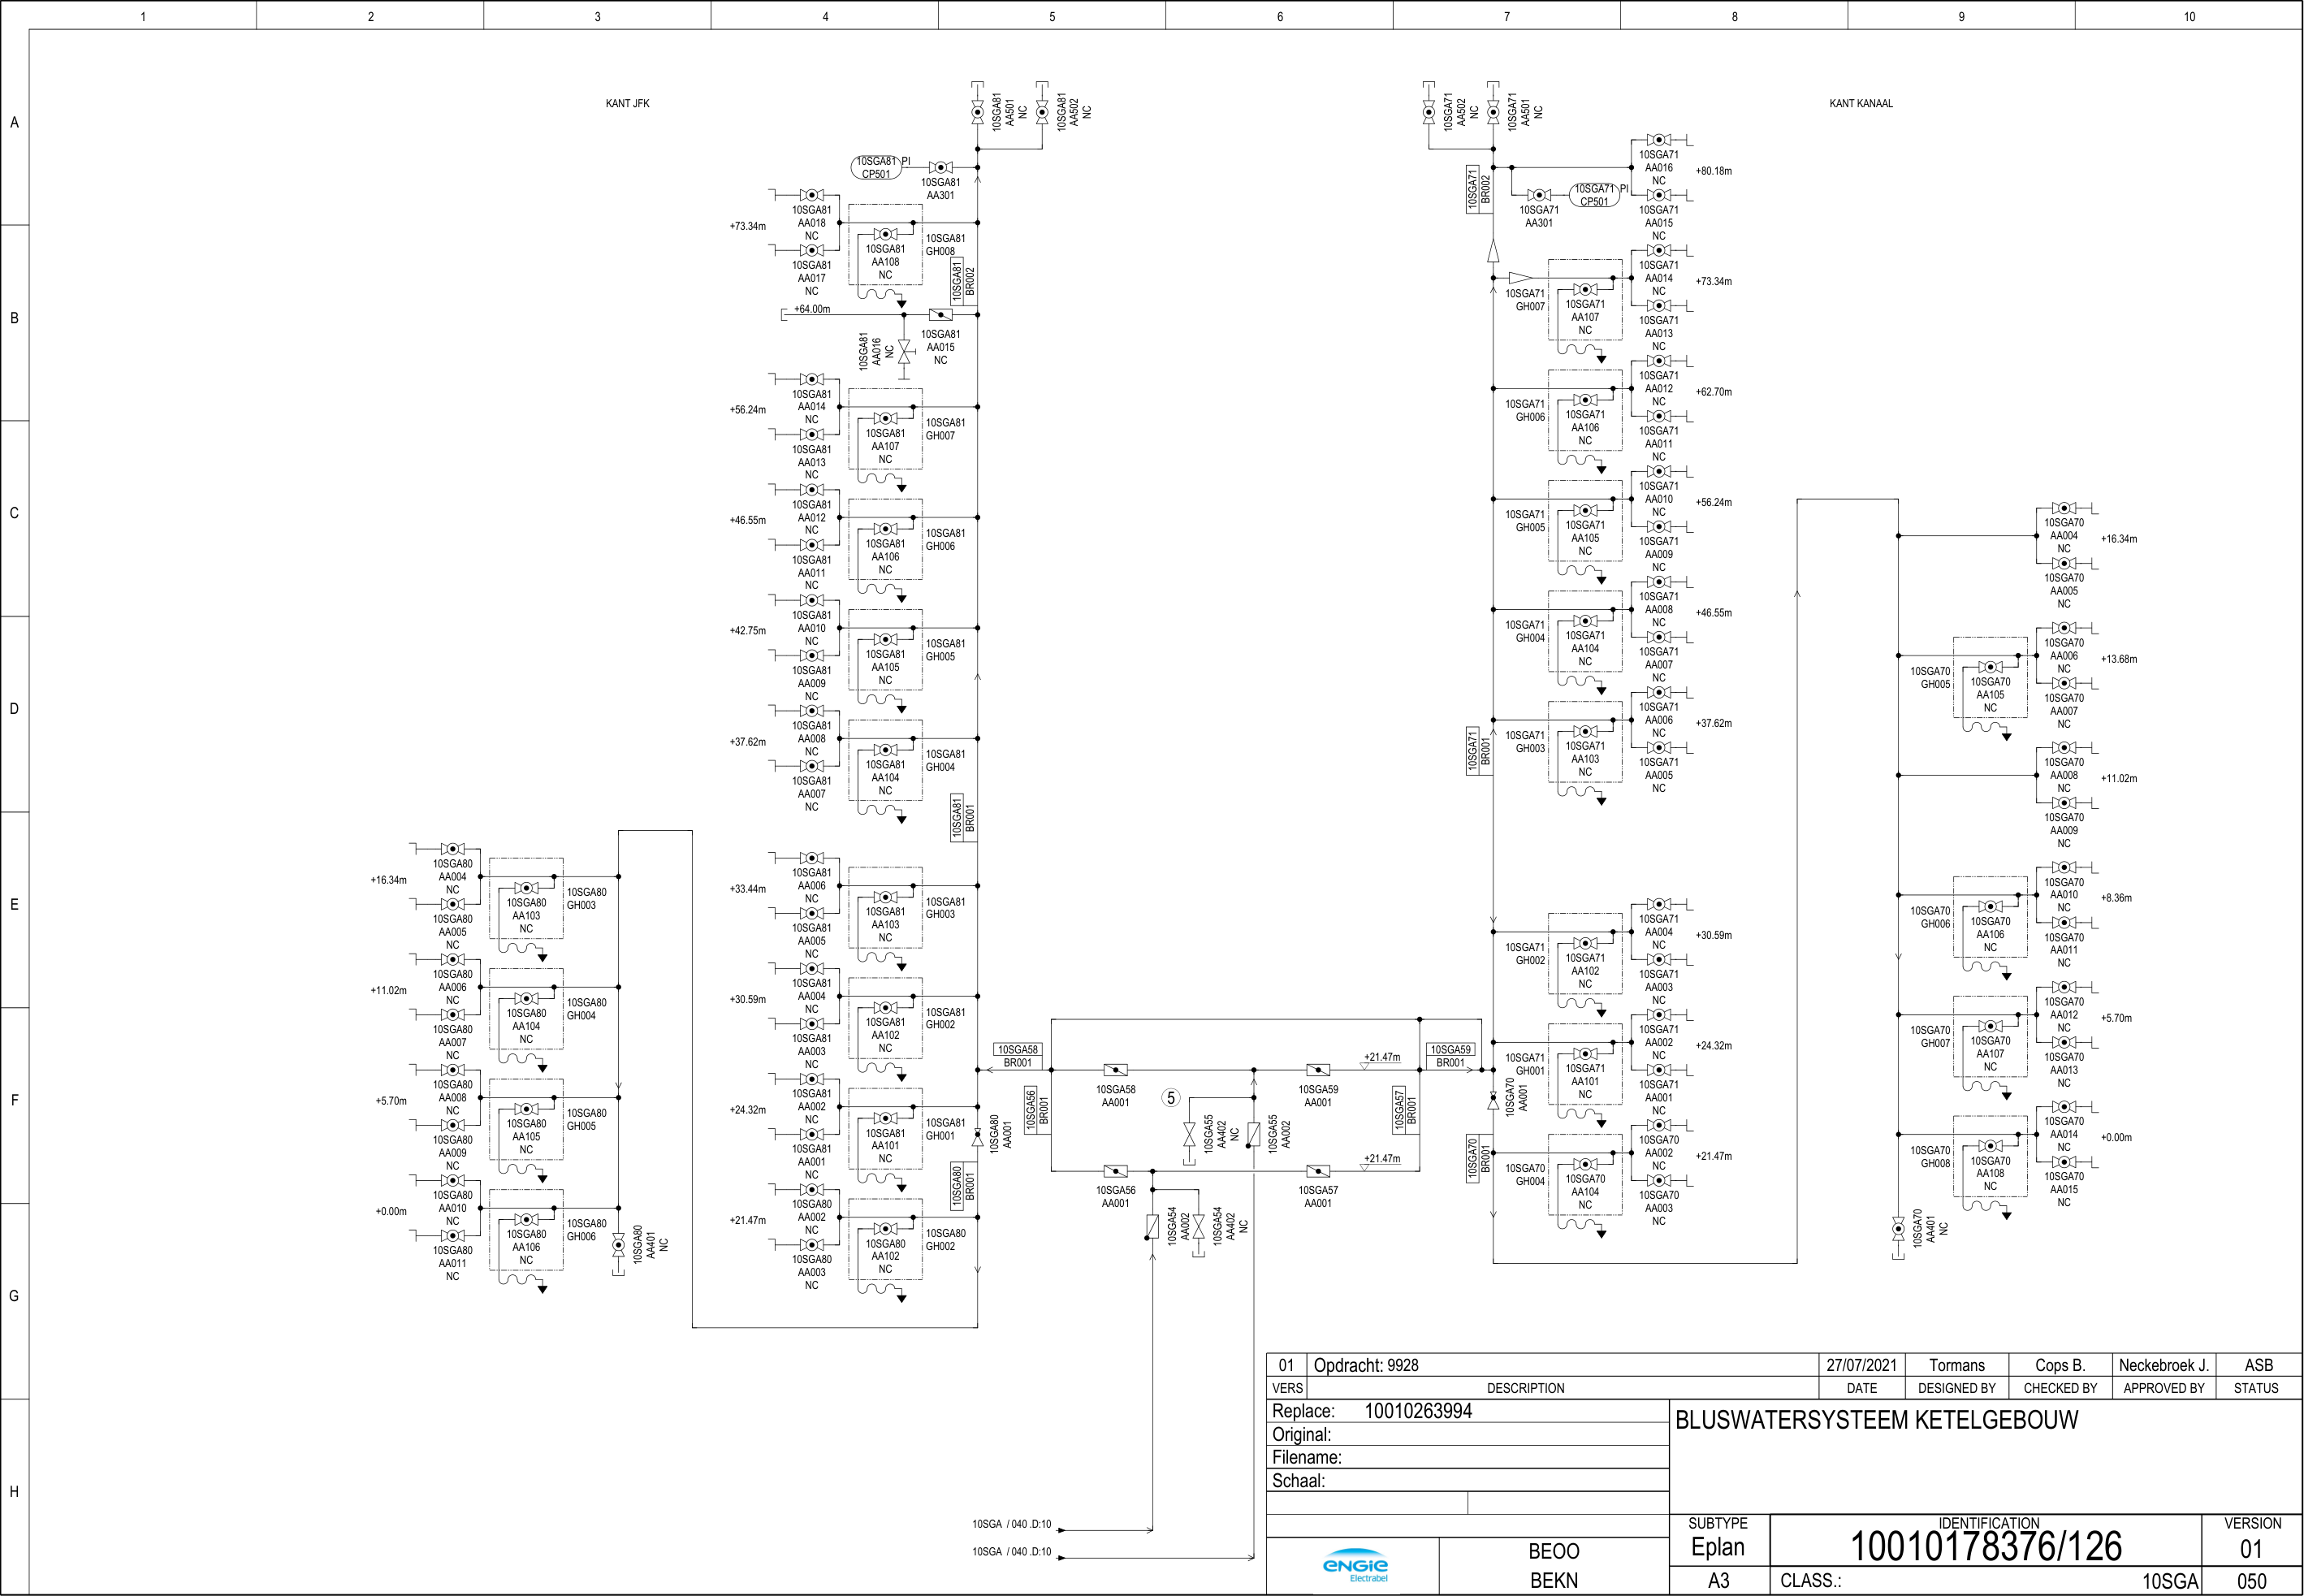 1 2 3 4 5 6 7 8 9 10
A
B
C
D
E
F
G
H
KANT JFK
KANT KANAAL
10SGA81
AA501
NC
10SGA81
AA502
NC
10SGA81 PI
CP501
10SGA81
AA301
10SGA81
AA018
NC
+73.34m
10SGA81
AA017
NC
10SGA81
AA108
NC
10SGA81
GH008
10SGA81
BR002
+64.00m
10SGA81
AA016
NC
10SGA81
AA015
NC
10SGA81
AA014
NC
+56.24m
10SGA81
AA013
NC
10SGA81
AA107
NC
10SGA81
GH007
10SGA81
AA012
NC
+46.55m
10SGA81
AA011
NC
10SGA81
AA106
NC
10SGA81
GH006
10SGA81
AA010
NC
+42.75m
10SGA81
AA009
NC
10SGA81
AA105
NC
10SGA81
GH005
10SGA81
AA008
NC
+37.62m
10SGA81
AA007
NC
10SGA81
AA104
NC
10SGA81
GH004
10SGA81
BR001
10SGA81
AA006
NC
+33.44m
10SGA81
AA005
NC
10SGA81
AA103
NC
10SGA81
GH003
10SGA81
AA004
NC
+30.59m
10SGA81
AA003
NC
10SGA81
AA102
NC
10SGA81
GH002
10SGA81
AA002
NC
+24.32m
10SGA81
AA001
NC
10SGA81
AA101
NC
10SGA81
GH001
10SGA80
AA001
10SGA80
BR001
10SGA80
AA002
NC
+21.47m
10SGA80
AA003
NC
10SGA80
AA102
NC
10SGA80
GH002
10SGA80
AA004
NC
+16.34m
10SGA80
AA005
NC
10SGA80
AA103
NC
10SGA80
GH003
10SGA80
AA006
NC
+11.02m
10SGA80
AA007
NC
10SGA80
AA104
NC
10SGA80
GH004
10SGA80
AA008
NC
+5.70m
10SGA80
AA009
NC
10SGA80
AA105
NC
10SGA80
GH005
10SGA80
AA010
NC
+0.00m
10SGA80
AA011
NC
10SGA80
AA106
NC
10SGA80
GH006
10SGA80
AA401
NC
10SGA58
BR001
10SGA56
BR001
10SGA58
AA001
10SGA59
AA001
+21.47m
10SGA59
BR001
5
10SGA55
AA402
NC
10SGA55
AA002
10SGA57
BR001
10SGA56
AA001
10SGA57
AA001
+21.47m
10SGA54
AA002
10SGA54
AA402
NC
10SGA / 040 .D:10
10SGA / 040 .D:10
10SGA71
AA502
NC
10SGA71
AA501
NC
10SGA71
BR002
10SGA71
AA301
10SGA71 PI
CP501
10SGA71
AA016
NC
+80.18m
10SGA71
AA015
NC
10SGA71
GH007
10SGA71
AA107
NC
10SGA71
AA014
NC
+73.34m
10SGA71
AA013
NC
10SGA71
GH006
10SGA71
AA106
NC
10SGA71
AA012
NC
+62.70m
10SGA71
AA011
NC
10SGA71
GH005
10SGA71
AA105
NC
10SGA71
AA010
NC
+56.24m
10SGA71
AA009
NC
10SGA71
GH004
10SGA71
AA104
NC
10SGA71
AA008
NC
+46.55m
10SGA71
AA007
NC
10SGA71
BR001
10SGA71
GH003
10SGA71
AA103
NC
10SGA71
AA006
NC
+37.62m
10SGA71
AA005
NC
10SGA71
GH002
10SGA71
AA102
NC
10SGA71
AA004
NC
+30.59m
10SGA71
AA003
NC
10SGA71
GH001
10SGA71
AA101
NC
10SGA71
AA002
NC
+24.32m
10SGA71
AA001
NC
10SGA70
AA001
10SGA70
BR001
10SGA70
GH004
10SGA70
AA104
NC
10SGA70
AA002
NC
+21.47m
10SGA70
AA003
NC
10SGA70
AA004
NC
+16.34m
10SGA70
AA005
NC
10SGA70
GH005
10SGA70
AA105
NC
10SGA70
AA006
NC
+13.68m
10SGA70
AA007
NC
10SGA70
AA008
NC
+11.02m
10SGA70
AA009
NC
10SGA70
GH006
10SGA70
AA106
NC
10SGA70
AA010
NC
+8.36m
10SGA70
AA011
NC
10SGA70
GH007
10SGA70
AA107
NC
10SGA70
AA012
NC
+5.70m
10SGA70
AA013
NC
10SGA70
GH008
10SGA70
AA108
NC
10SGA70
AA014
NC
+0.00m
10SGA70
AA015
NC
10SGA70
AA401
NC
01 Opdracht: 9928 27/07/2021 Tormans Cops B. Neckebroek J. ASB
VERS DESCRIPTION DATE DESIGNED BY CHECKED BY APPROVED BY STATUS
Replace: 10010263994
Original:
Filename:
Schaal:
BLUSWATERSYSTEEM KETELGEBOUW
ENGIE
Electrabel
BEOO
BEKN
SUBTYPE IDENTIFICATION VERSION
Eplan 10010178376/126 01
A3 CLASS.: 10SGA 050